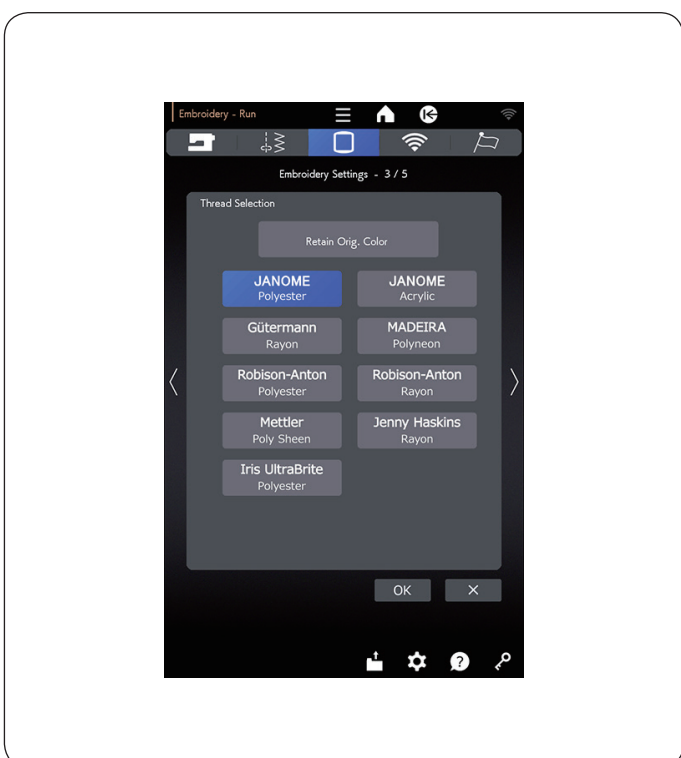 Embroidery - Run
Embroidery Settings - 3 / 5
Thread Selection
Retain Orig. Color
JANOME
Polyester
JANOME
Acrylic
Gütermann
Rayon
MADEIRA
Polyneon
Robison-Anton
Polyester
Robison-Anton
Rayon
Mettler
Poly Sheen
Jenny Haskins
Rayon
Iris UltraBrite
Polyester
OK
X